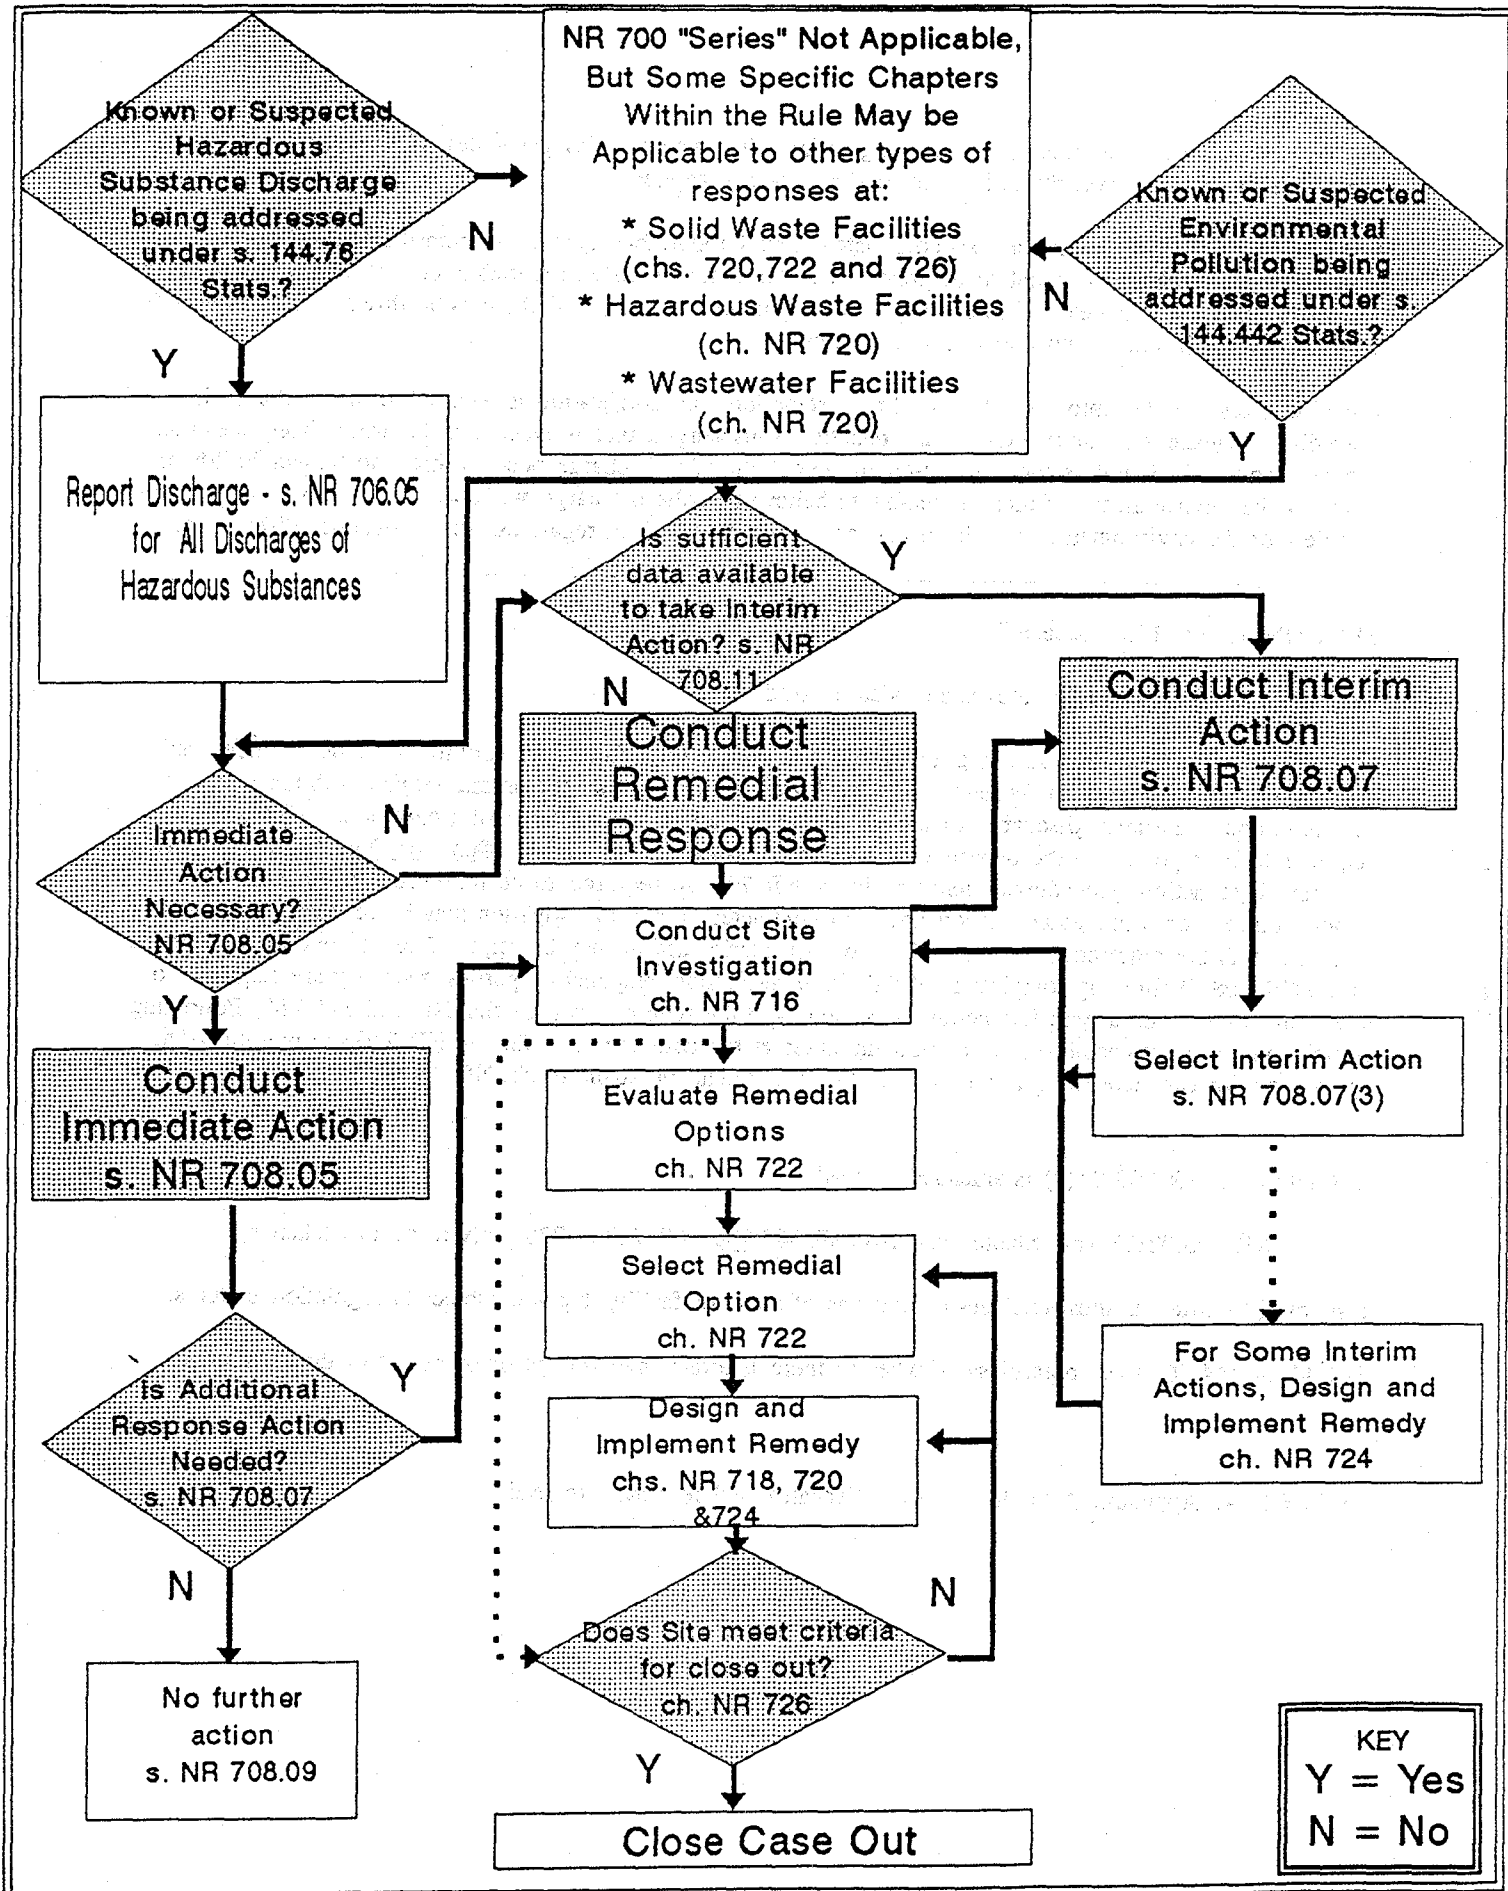 Known or Suspected
Hazardous
Substance Discharge
being addressed
under s. 144.76
Stats.?
N
Y
NR 700 "Series" Not Applicable,
But Some Specific Chapters
Within the Rule May be
Applicable to other types of
responses at:
* Solid Waste Facilities
(chs. 720,722 and 726)
* Hazardous Waste Facilities
(ch. NR 720)
* Wastewater Facilities
(ch. NR 720)
Known or Suspected
Environmental
Pollution being
addressed under s.
144.442 Stats.?
N
Y
Report Discharge - s. NR 706.05
for All Discharges of
Hazardous Substances
Is sufficient
data available
to take Interim
Action? s. NR
708.11
Y
N
Conduct Interim
Action
s. NR 708.07
Conduct
Remedial
Response
Immediate
Action
Necessary?
NR 708.05
N
Y
Conduct Site
Investigation
ch. NR 716
Select Interim Action
s. NR 708.07(3)
Conduct
Immediate Action
s. NR 708.05
Evaluate Remedial
Options
ch. NR 722
Select Remedial
Option
ch. NR 722
For Some Interim
Actions, Design and
Implement Remedy
ch. NR 724
Is Additional
Response Action
Needed?
s. NR 708.07
Y
N
Design and
Implement Remedy
chs. NR 718, 720
&724
Does Site meet criteria
for close out?
ch. NR 726
N
Y
No further
action
s. NR 708.09
Close Case Out
KEY
Y = Yes
N = No